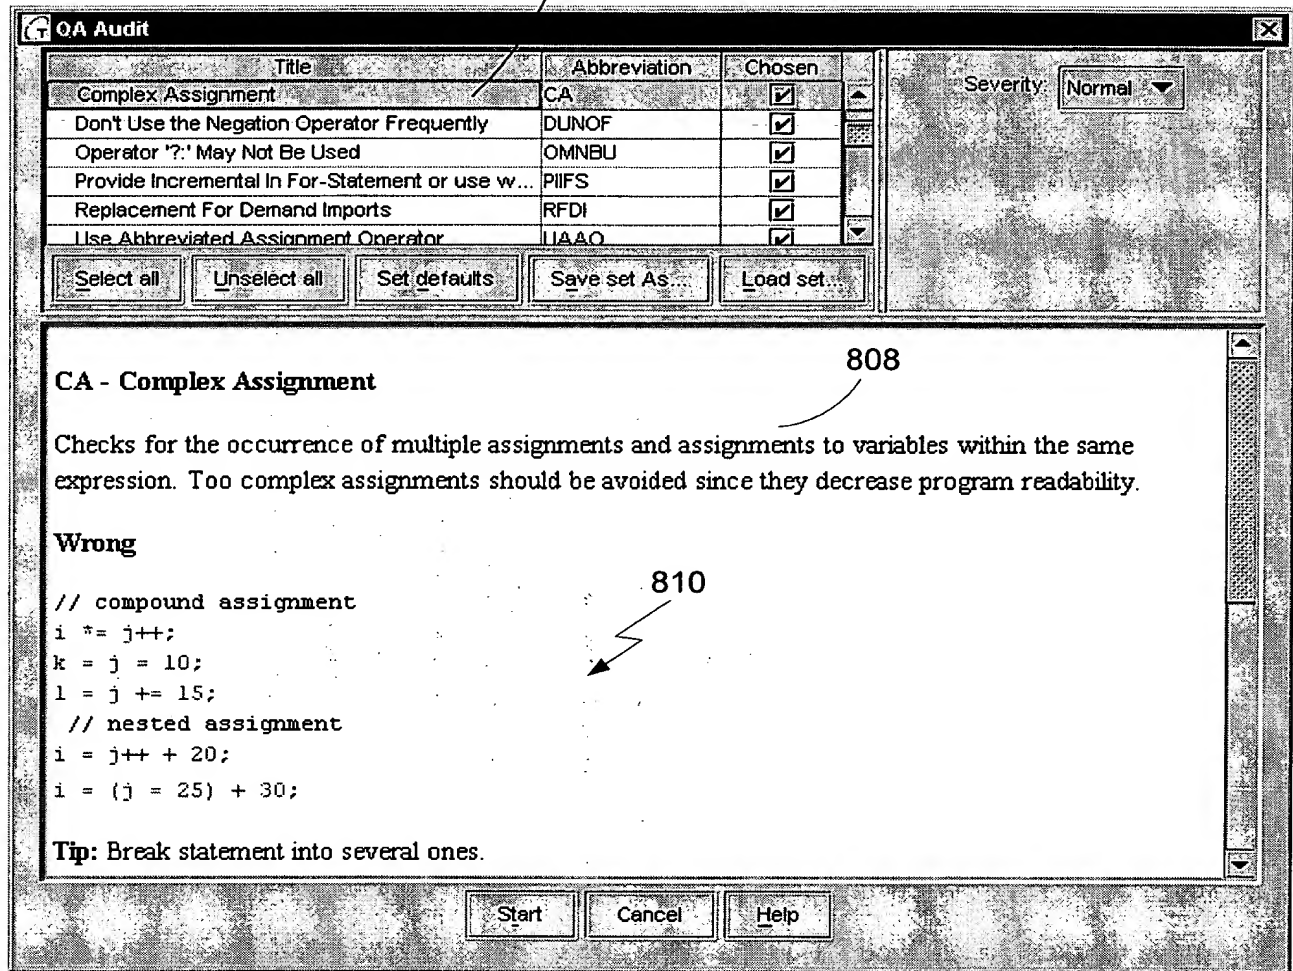 QA Audit
Title Abbreviation Chosen
Complex Assignment CA
Don't Use the Negation Operator Frequently DUNOF
Operator '?:' May Not Be Used OMNBU
Provide Incremental In For-Statement or use w... PIIFS
Replacement For Demand Imports RFDI
Use Abbreviated Assignment Operator UAAO
Severity: Normal
Select all Unselect all Set defaults Save set As... Load set...
808
CA - Complex Assignment
Checks for the occurrence of multiple assignments and assignments to variables within the same
expression. Too complex assignments should be avoided since they decrease program readability.
Wrong
810
// compound assignment
i *= j++;
k = j = 10;
l = j += 15;
// nested assignment
i = j++ + 20;
i = (j = 25) + 30;
Tip: Break statement into several ones.
Start Cancel Help